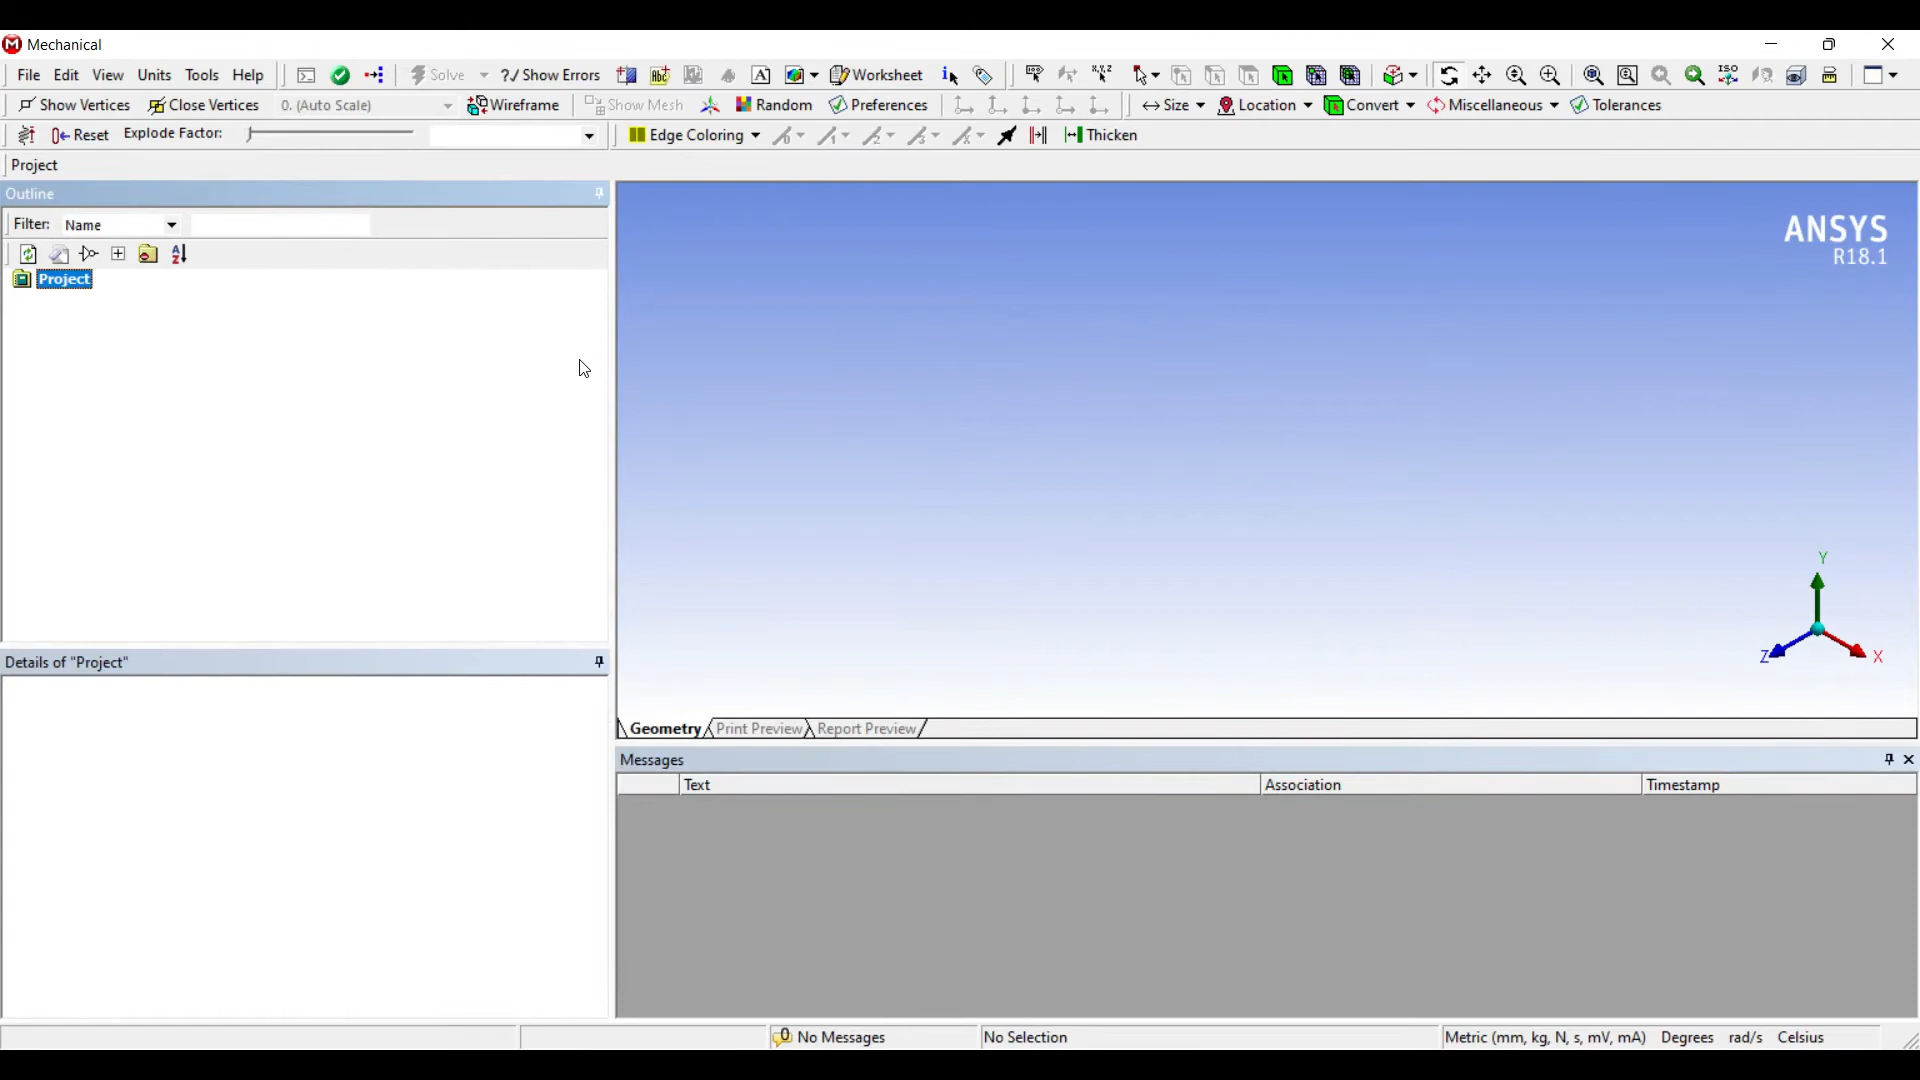 Mechanical
File Edit View Units Tools Help Solve ?✓ Show Errors Worksheet
Show Vertices Close Vertices 0. (Auto Scale) Wireframe Show Mesh Random Preferences Size Location Convert Miscellaneous Tolerances
Reset Explode Factor: Edge Coloring Thicken
Project
Outline
Filter: Name
Project
ANSYS
R18.1
Y
Z
X
Details of "Project"
Geometry Print Preview Report Preview
Messages
Text Association Timestamp
0 No Messages No Selection Metric (mm, kg, N, s, mV, mA) Degrees rad/s Celsius